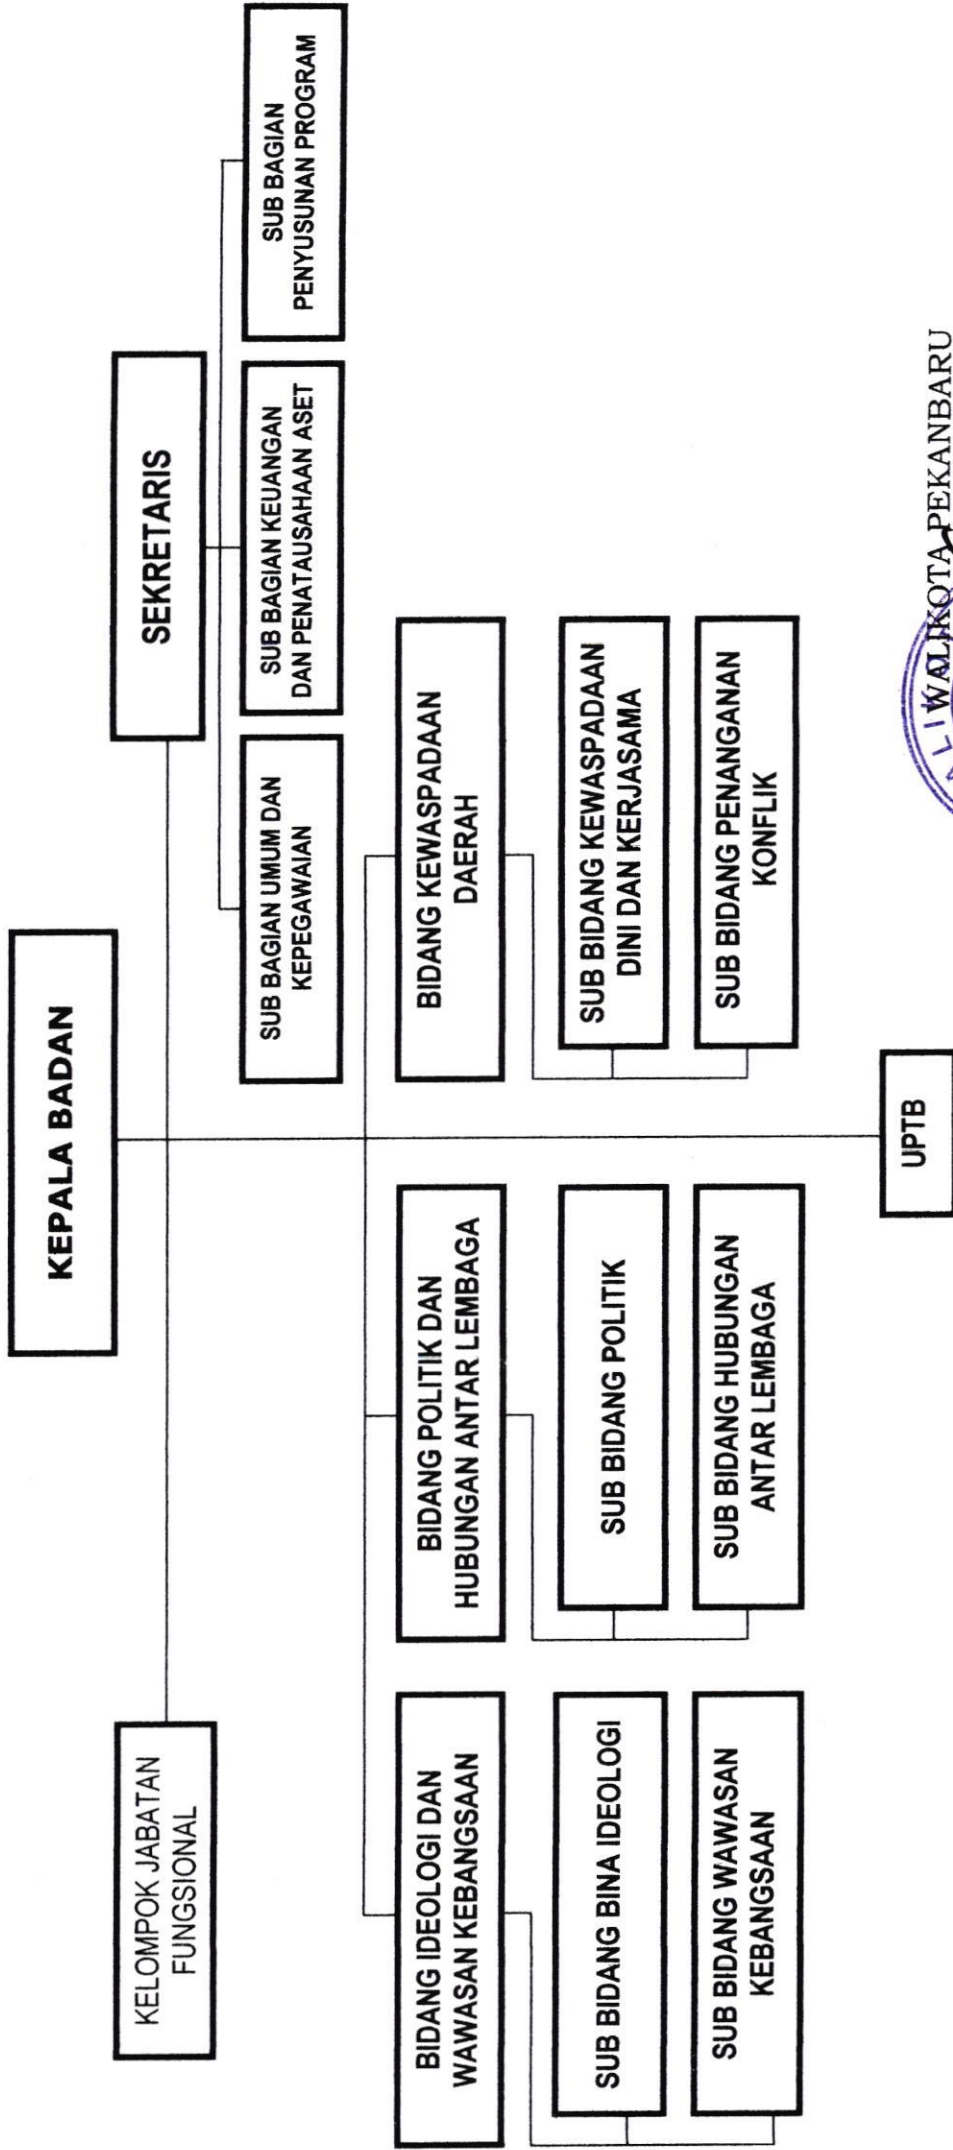 KEPALA BADAN
KELOMPOK JABATAN
FUNGSIONAL
SEKRETARIS
SUB BAGIAN UMUM DAN
KEPEGAWAIAN
SUB BAGIAN KEUANGAN
DAN PENATAUSAHAAN ASET
SUB BAGIAN
PENYUSUNAN PROGRAM
BIDANG IDEOLOGI DAN
WAWASAN KEBANGSAAN
SUB BIDANG BINA IDEOLOGI
SUB BIDANG WAWASAN
KEBANGSAAN
BIDANG POLITIK DAN
HUBUNGAN ANTAR LEMBAGA
SUB BIDANG POLITIK
SUB BIDANG HUBUNGAN
ANTAR LEMBAGA
BIDANG KEWASPADAAN
DAERAH
SUB BIDANG KEWASPADAAN
DINI DAN KERJASAMA
SUB BIDANG PENANGANAN
KONFLIK
UPTB
WALIKOTA PEKANBARU